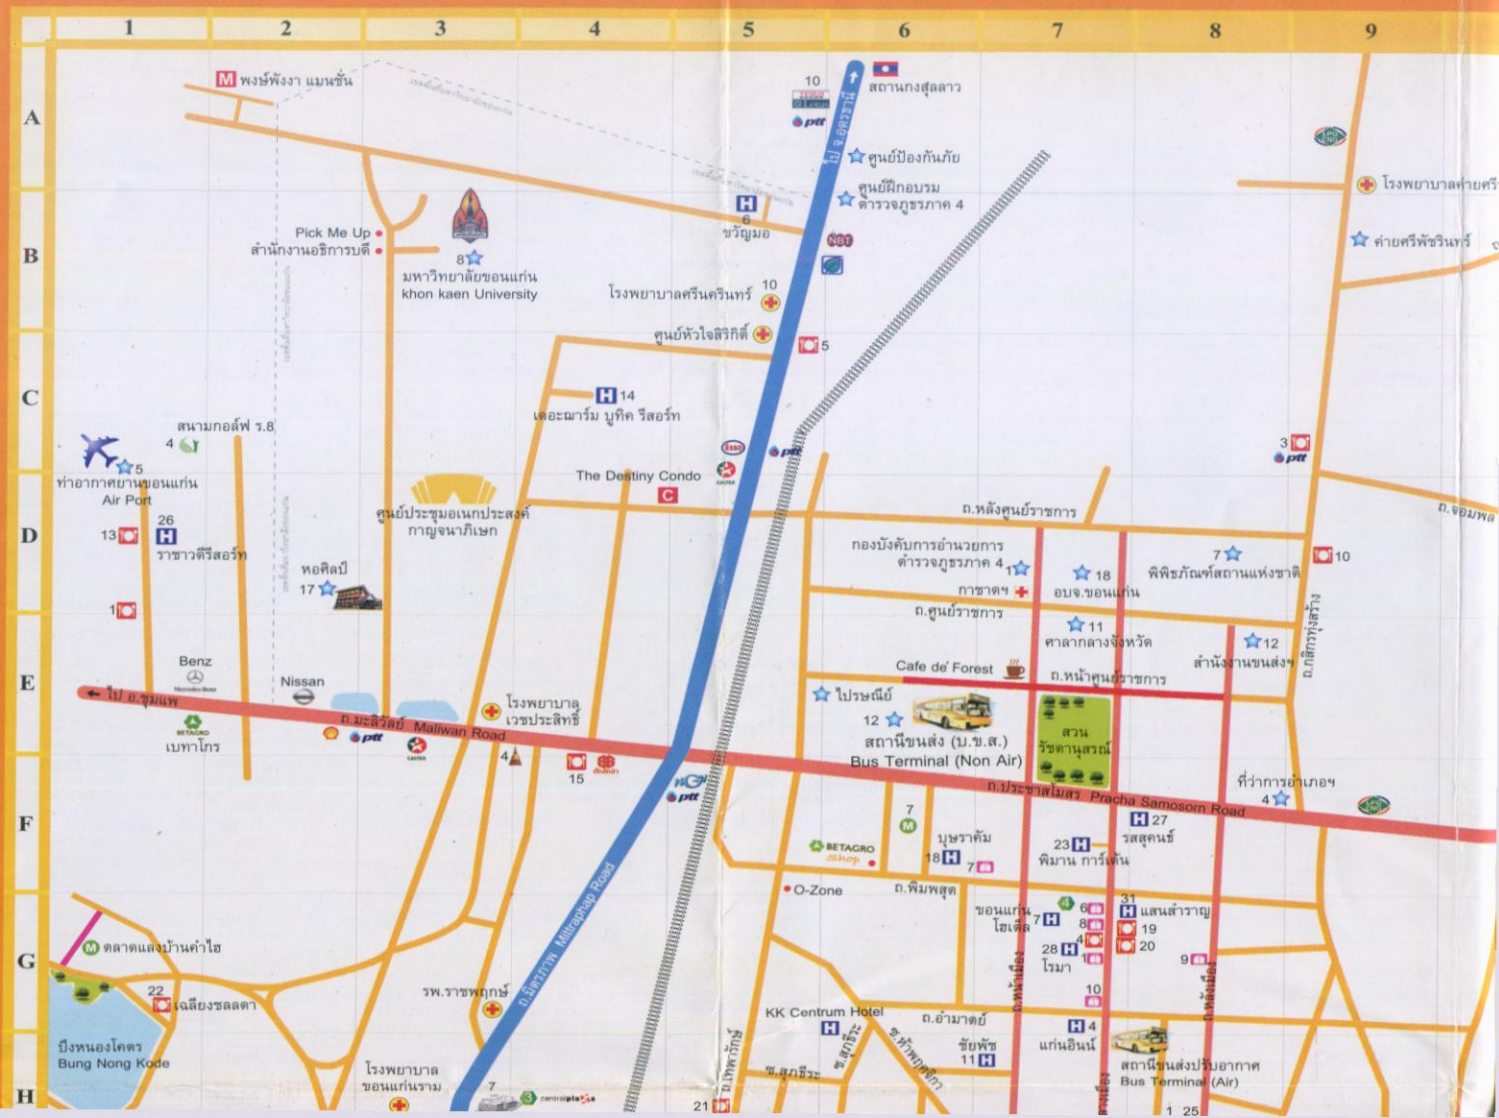 1 2 3 4 5 6 7 8 9
A
B
C
D
E
F
G
H
M พงษ์พังงา แมนชั่น
10
TESCO
Lotus
ptt
สถานกงสุลลาว
ไป จ.อุดรธานี
ศูนย์ป้องกันภัย
ศูนย์ฝึกอบรม
ตำรวจภูธรภาค 4
LPG
CNG
โรงพยาบาลค่ายศรี
H
6
ขวัญมอ
NBT
Pick Me Up
สำนักงานอธิการบดี
8
มหาวิทยาลัยขอนแก่น
khon kaen University
ค่ายศรีพัชรินทร์
โรงพยาบาลศรีนครินทร์
10
ศูนย์หัวใจสิริกิติ์
5
H 14
เดอะฌาร์ม บูทิค รีสอร์ท
สนามกอล์ฟ ร.8
4
5
ท่าอากาศยานขอนแก่น
Air Port
Esso
ptt
CALTEX
3
ptt
The Destiny Condo
C
ศูนย์ประชุมอเนกประสงค์
กาญจนาภิเษก
ถ.หลังศูนย์ราชการ
ถ.จอมพล
13
26
H
ราชาวดีรีสอร์ท
กองบังคับการอำนวยการ
ตำรวจภูธรภาค 4
1
18
อบจ.ขอนแก่น
7
พิพิธภัณฑ์สถานแห่งชาติ
10
หอศิลป์
17
กาชาดฯ
ถ.ศูนย์ราชการ
1
11
ศาลากลางจังหวัด
12
สำนักงานขนส่งฯ
ถ.กสิกรทุ่งสร้าง
Benz
Mercedes-Benz
Nissan
Cafe de' Forest
ถ.หน้าศูนย์ราชการ
ไป อ.ชุมแพ
ถ.มะลิวัลย์ Maliwan Road
โรงพยาบาล
เวชประสิทธิ์
ไปรษณีย์
12
สถานีขนส่ง (บ.ข.ส.)
Bus Terminal (Non Air)
สวน
รัชดานุสรณ์
BETAGRO
เบทาโกร
ptt
CALTEX
4
15
NGV
ptt
ถ.ประชาสโมสร Pracha Samosorn Road
ที่ว่าการอำเภอฯ
4
7
M
BETAGRO
Shop
บุษราคัม
18 H
7
H 27
รสสุคนธ์
23 H
พิมาน การ์เด้น
O-Zone
ถ.พิมพสุต
ถ.มิตรภาพ Mittraphap Road
ขอนแก่น
โฮเต็ล
7 H
4
6
8
4
1
31
H แสนสำราญ
19
20
28 H
โรมา
9
10
M ตลาดแลงบ้านคำไฮ
22
เฉลียงชลลดา
รพ.ราชพฤกษ์
ถ.หน้าเมือง
ถ.หลังเมือง
KK Centrum Hotel
H
ถ.อำมาตย์
H 4
แก่นอินน์
บึงหนองโคตร
Bung Nong Kode
ถ.เทพารักษ์
ซ.สุภธีระ
ซ.สุภธีระ
ซ.ห้าพฤศจิกา
ชัยพัช
11 H
สถานีขนส่งปรับอากาศ
Bus Terminal (Air)
โรงพยาบาล
ขอนแก่นราม
7
3 centralplaza
21
1 25